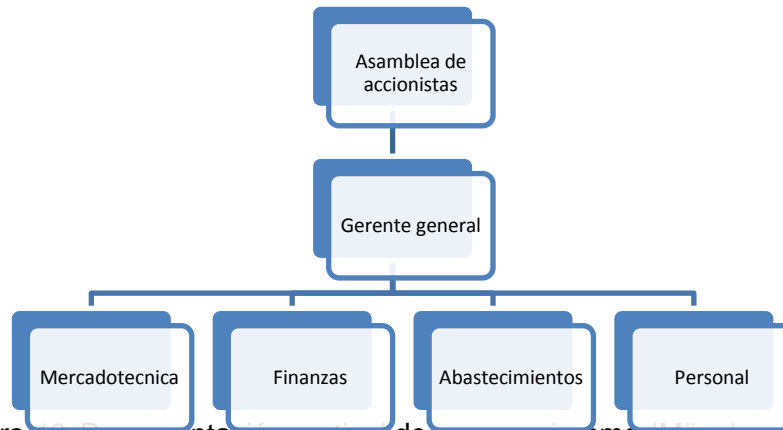 Asamblea de
accionistas
Gerente general
Mercadotecnica
Finanzas
Abastecimientos
Personal